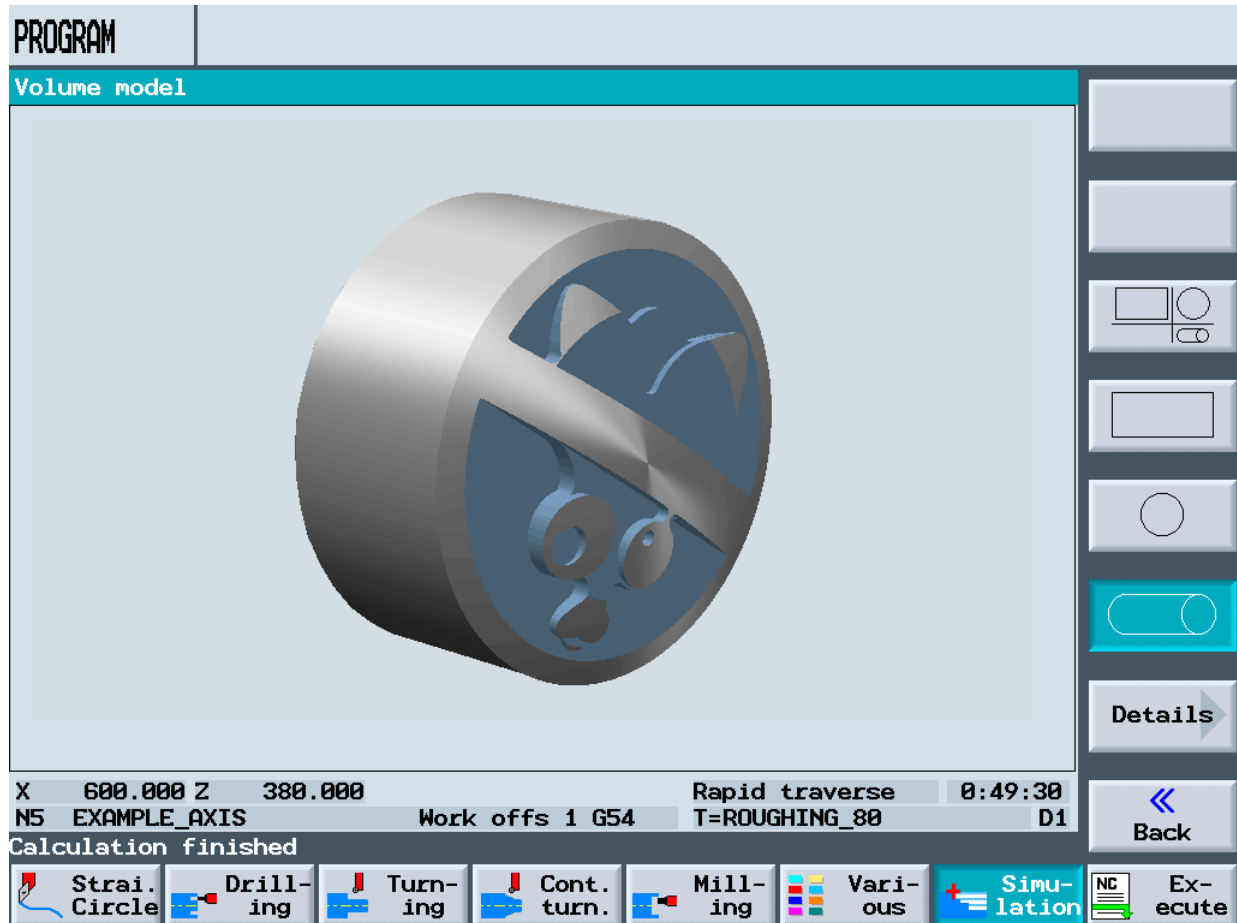 PROGRAM
Volume model
Details
X 600.000 Z 380.000 Rapid traverse 0:49:30
N5 EXAMPLE_AXIS Work offs 1 G54 T=ROUGHING_80 D1
Back
Calculation finished
Strai. Circle
Drill-ing
Turn-ing
Cont. turn.
Mill-ing
Vari-ous
Simu-lation
NC Ex-ecute